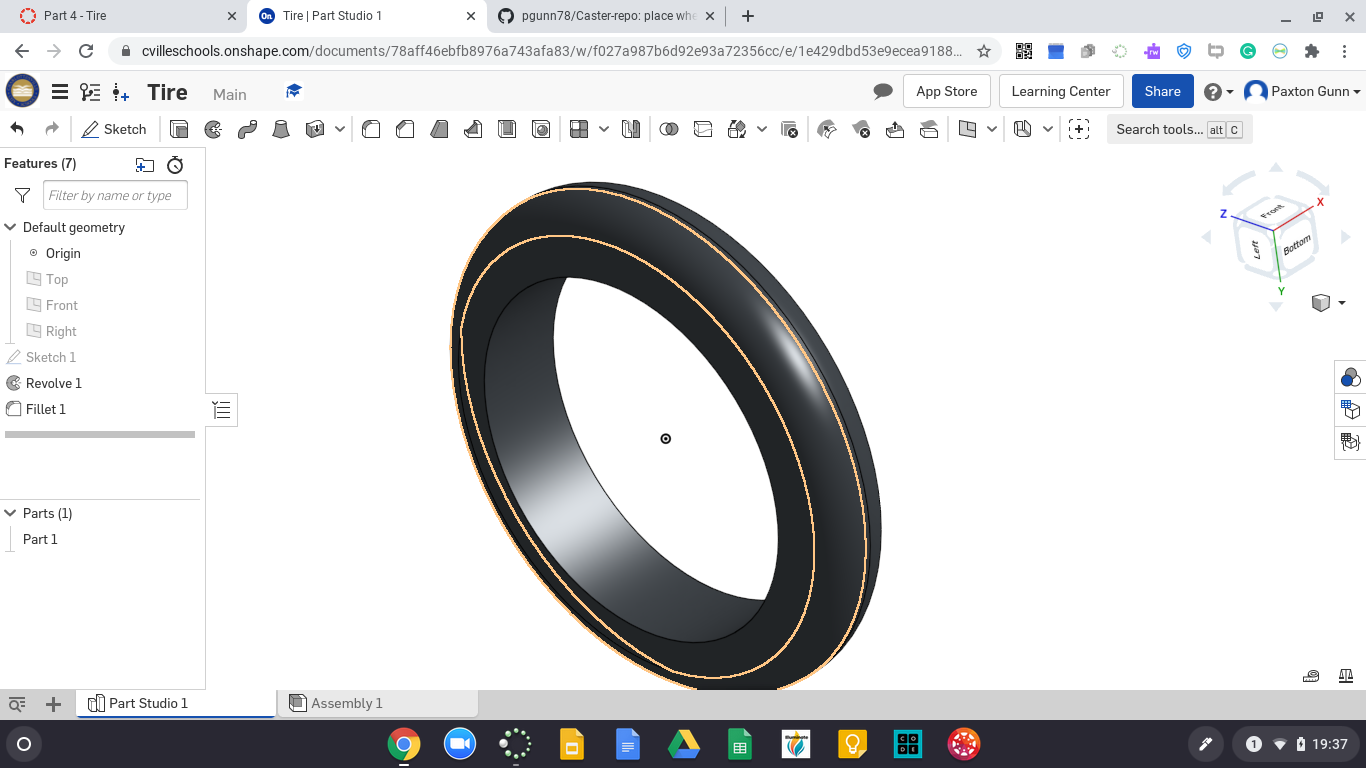 Part 4 - Tire
On Tire | Part Studio 1
pgunn78/Caster-repo: place whe
cvilleschools.onshape.com/documents/78aff46ebfb8976a743afa83/w/f027a987b6d92e93a72356cc/e/1e429dbd53e9ecea9188...
Tire Main
App Store
Learning Center
Share
Paxton Gunn
Sketch
Search tools... alt C
Features (7)
Filter by name or type
Default geometry
Origin
Top
Front
Right
Sketch 1
Revolve 1
Fillet 1
Parts (1)
Part 1
Z
X
Front
Left
Bottom
Y
Part Studio 1
Assembly 1
1 19:37